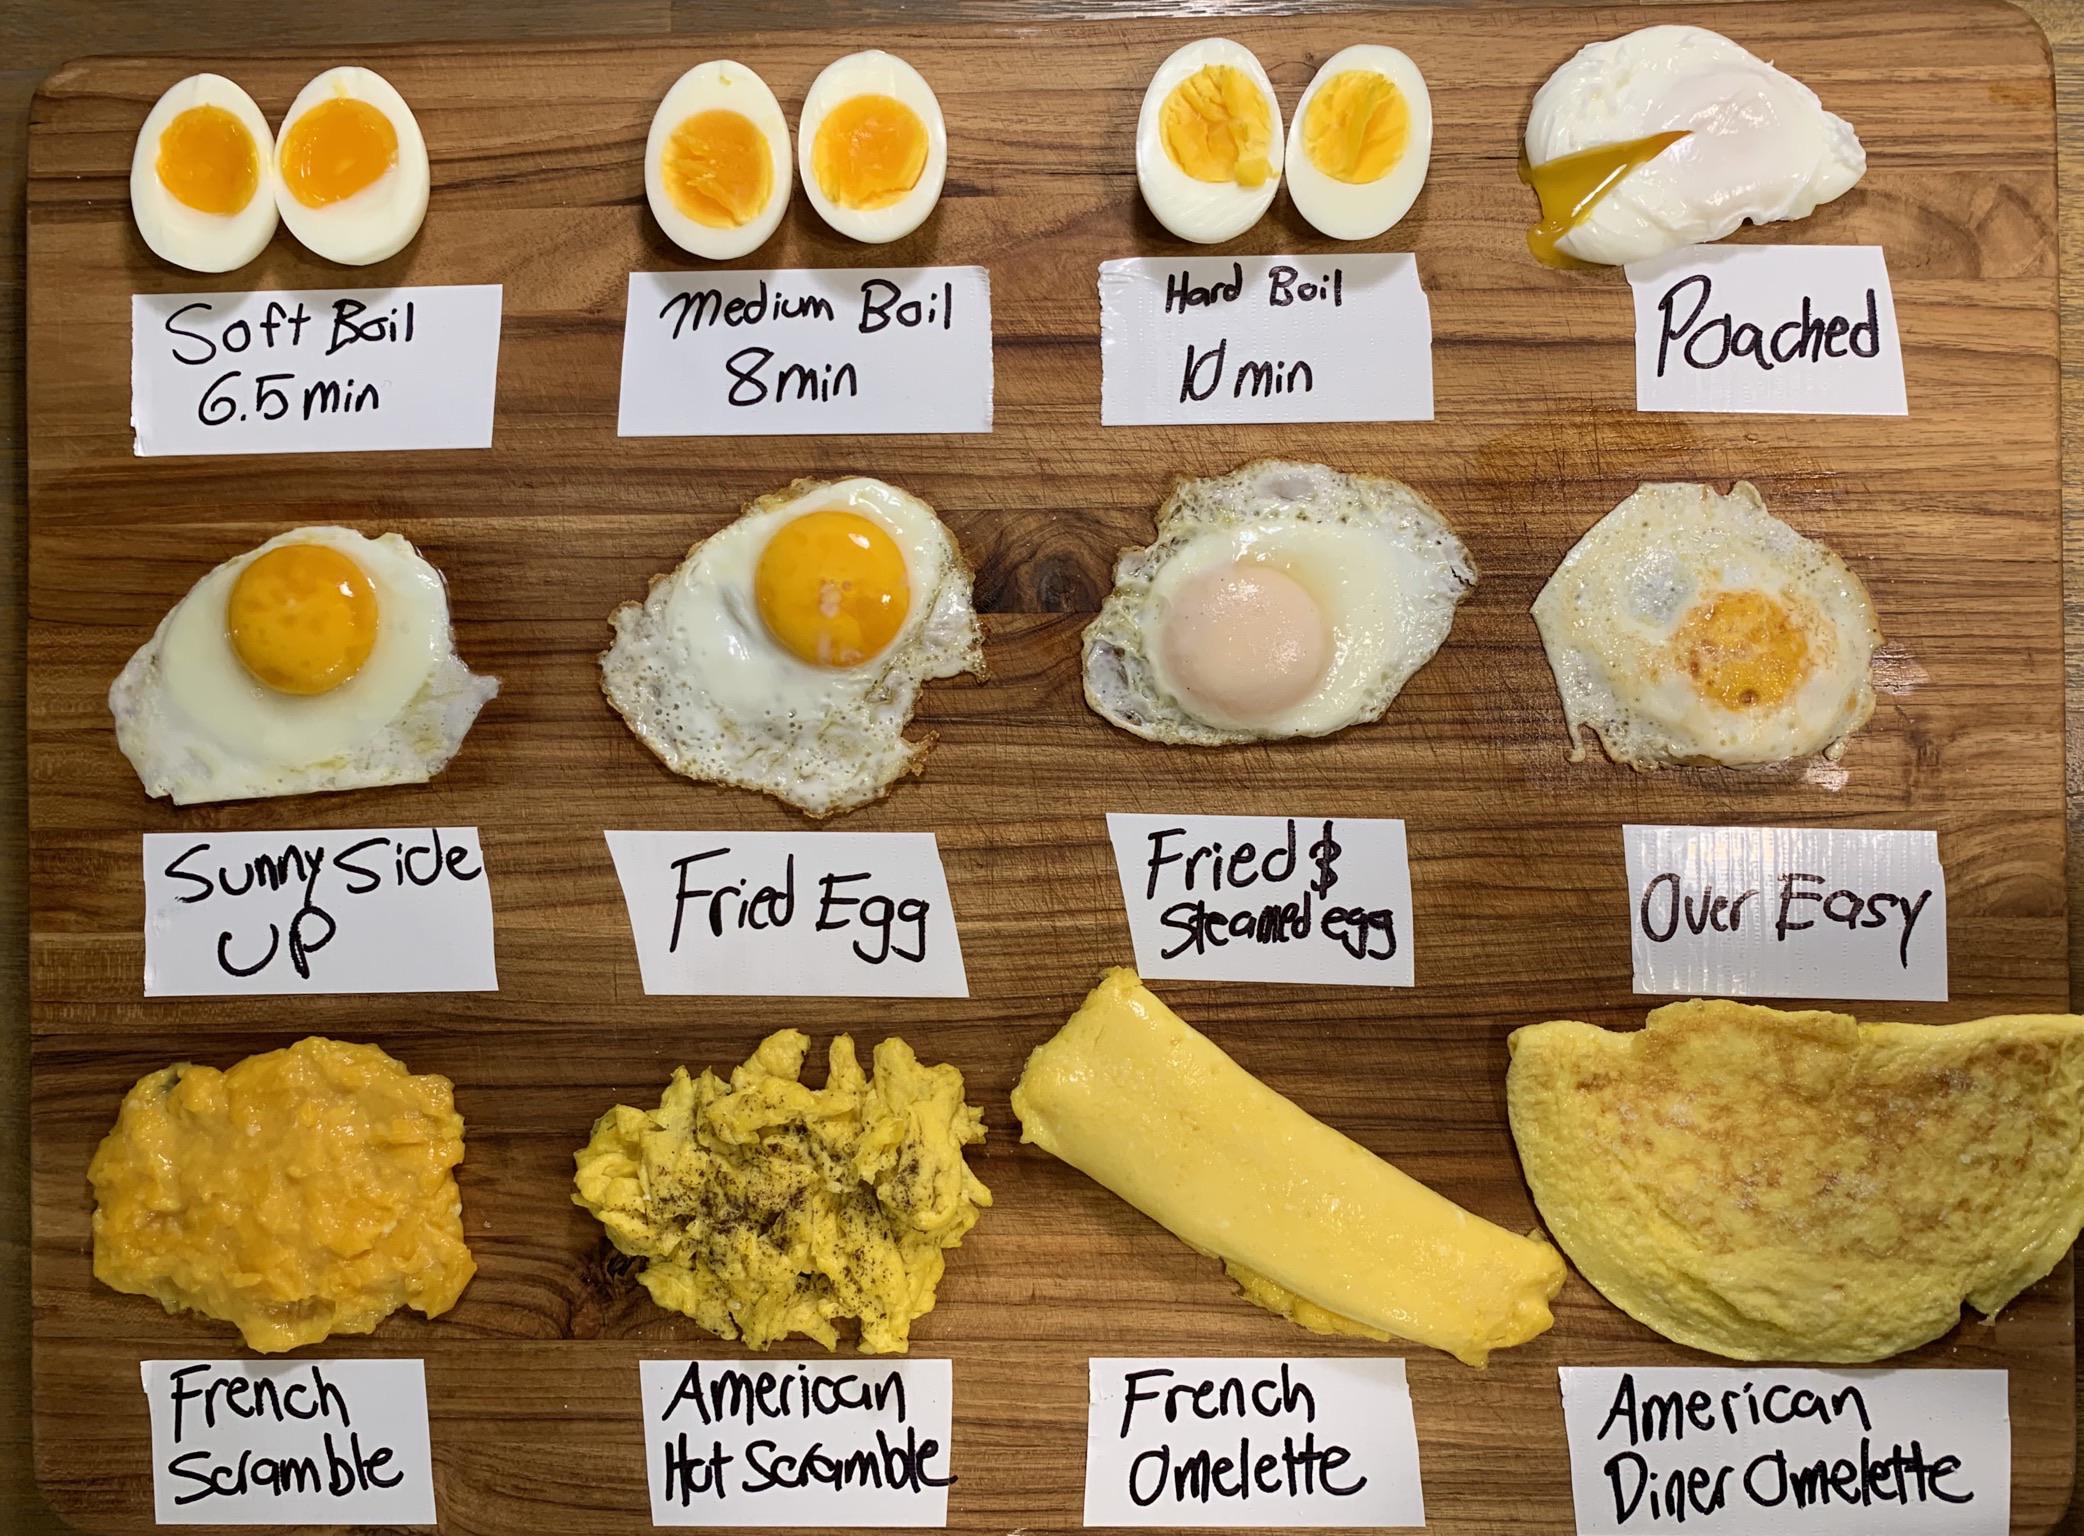 Soft Boil
6.5 min
Medium Boil
8 min
Hard Boil
10 min
Poached
Sunny Side
UP
Fried Egg
Fried &
Steamed egg
Over Easy
French
Scramble
American
Hot Scramble
French
Omelette
American
Diner Omelette